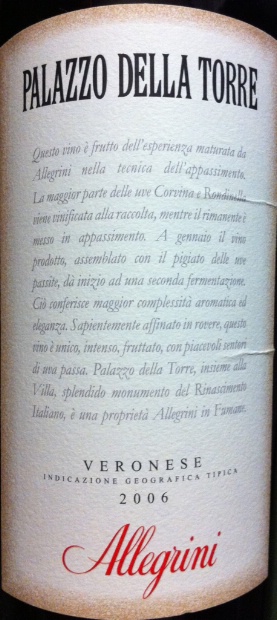 PALAZZO DELLA TORRE
Questo vino è frutto dell'esperienza maturata da
Allegrini nella tecnica dell'appassimento.
La maggior parte delle uve Corvina e Rondinella
viene vinificata alla raccolta, mentre il rimanente è
messo in appassimento. A gennaio il vino
prodotto, assemblato con il pigiato delle uve
passite, dà inizio ad una seconda fermentazione.
Ciò conferisce maggior complessità aromatica ed
eleganza. Sapientemente affinato in rovere, questo
vino è unico, intenso, fruttato, con piacevoli sentori
di uva passa. Palazzo della Torre, insieme alla
Villa, splendido monumento del Rinascimento
Italiano, è una proprietà Allegrini in Fumane.
VERONESE
INDICAZIONE GEOGRAFICA TIPICA
2006
Allegrini